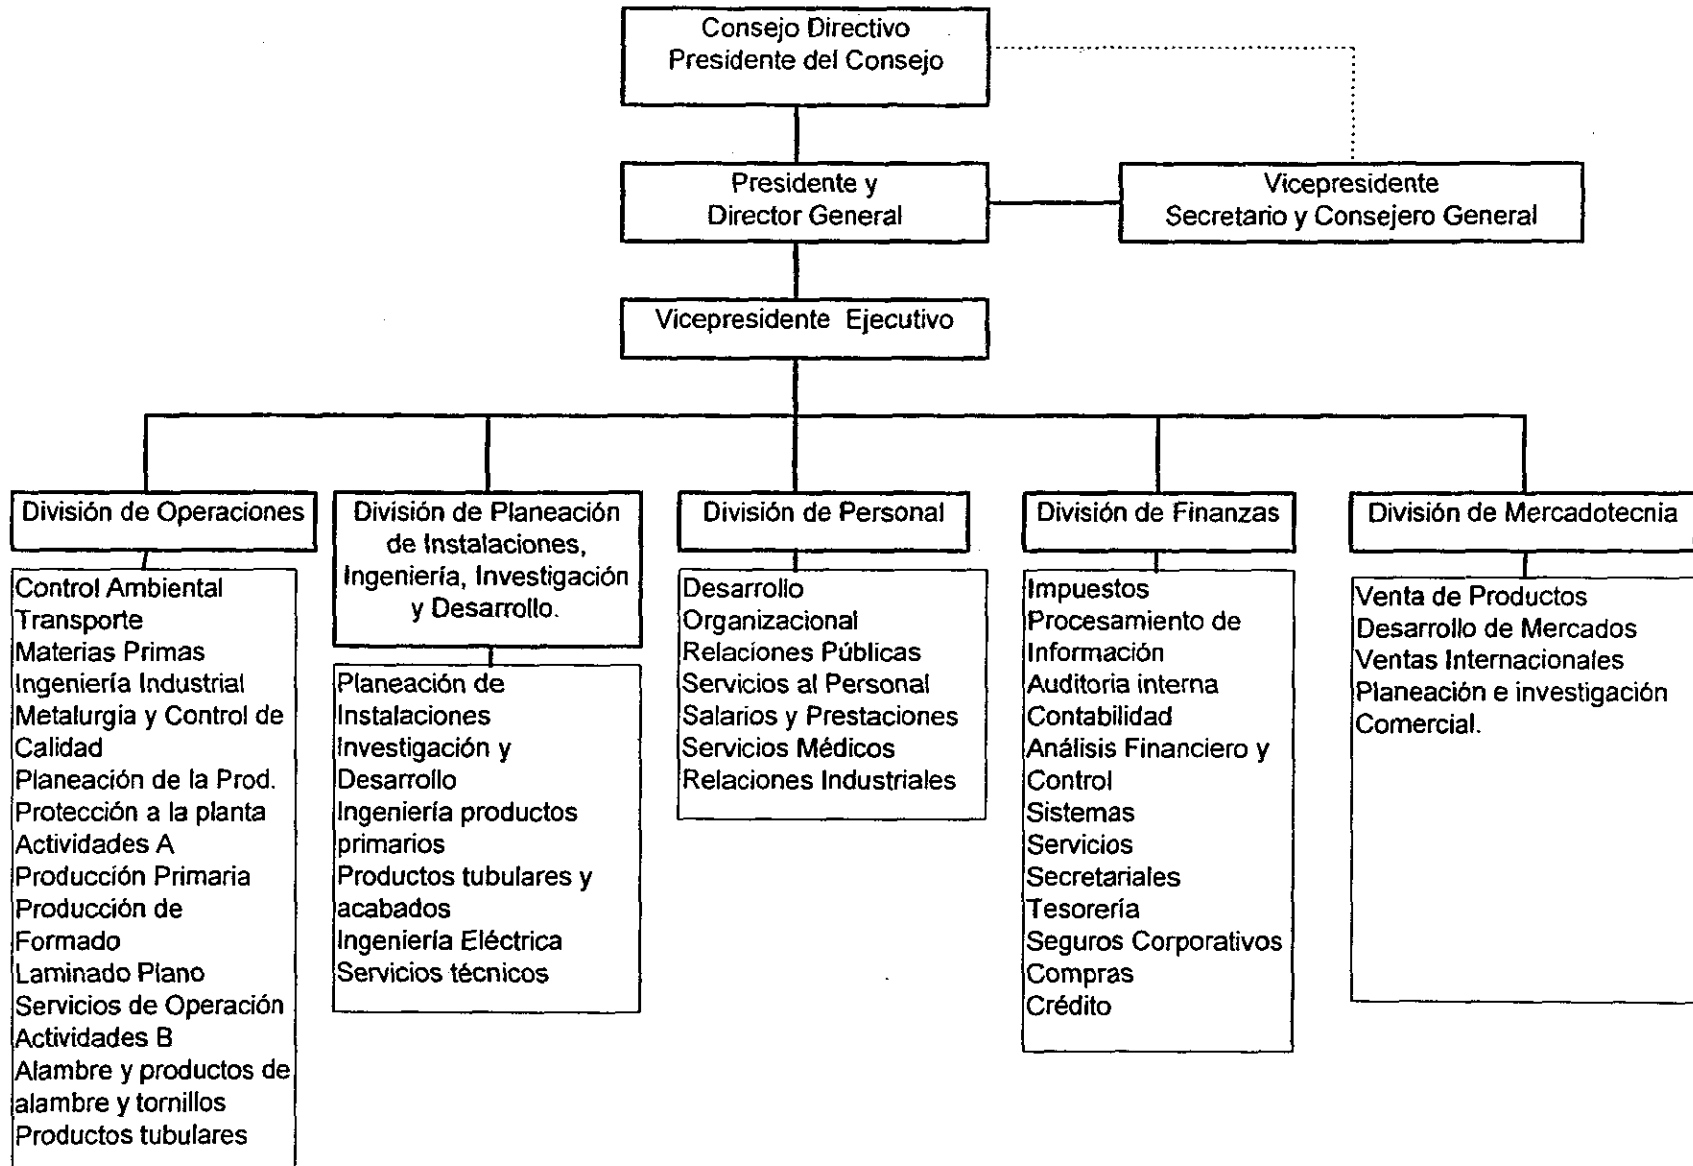 Consejo Directivo
Presidente del Consejo
Presidente y
Director General
Vicepresidente
Secretario y Consejero General
Vicepresidente Ejecutivo
División de Operaciones
Control Ambiental
Transporte
Materias Primas
Ingeniería Industrial
Metalurgia y Control de
Calidad
Planeación de la Prod.
Protección a la planta
Actividades A
Producción Primaria
Producción de
Formado
Laminado Plano
Servicios de Operación
Actividades B
Alambre y productos de
alambre y tornillos
Productos tubulares
División de Planeación
de Instalaciones,
Ingeniería, Investigación
y Desarrollo.
Planeación de
Instalaciones
Investigación y
Desarrollo
Ingeniería productos
primarios
Productos tubulares y
acabados
Ingeniería Eléctrica
Servicios técnicos
División de Personal
Desarrollo
Organizacional
Relaciones Públicas
Servicios al Personal
Salarios y Prestaciones
Servicios Médicos
Relaciones Industriales
División de Finanzas
Impuestos
Procesamiento de
Información
Auditoria interna
Contabilidad
Análisis Financiero y
Control
Sistemas
Servicios
Secretariales
Tesorería
Seguros Corporativos
Compras
Crédito
División de Mercadotecnia
Venta de Productos
Desarrollo de Mercados
Ventas Internacionales
Planeación e investigación
Comercial.